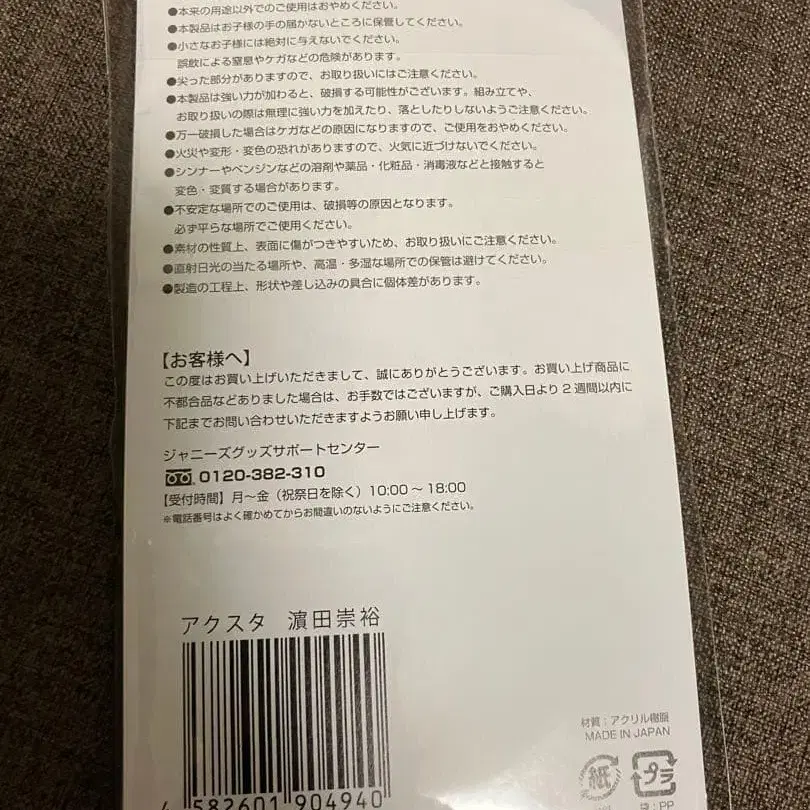 ●本来の用途以外でのご使用はおやめください。
●本製品はお子様の手の届かないところに保管してください。
●小さなお子様には絶対に与えないでください。
誤飲による窒息やケガなどの危険があります。
●尖った部分がありますので、お取り扱いにはご注意ください。
●本製品は強い力が加わると、破損する可能性がございます。組み立てや、
お取り扱いの際は無理に強い力を加えたり、落としたりしないようご注意ください。
●万一破損した場合はケガなどの原因になりますので、ご使用をおやめください。
●火災や変形・変色の恐れがありますので、火気に近づけないでください。
●シンナーやベンジンなどの溶剤や薬品・化粧品・消毒液などと接触すると
変色・変質する場合があります。
●不安定な場所でのご使用は、破損等の原因となります。
必ず平らな場所でご使用ください。
●素材の性質上、表面に傷がつきやすいため、お取り扱いにご注意ください。
●直射日光の当たる場所や、高温・多湿な場所での保管は避けてください。
●製造の工程上、形状や差し込みの具合に個体差があります。
【お客様へ】
この度はお買い上げいただきまして、誠にありがとうございます。お買い上げ商品に
不都合品などありました場合は、お手数ではございますが、ご購入日より2週間以内に
下記までお問い合わせいただきますようお願い申し上げます。
ジャニーズグッズサポートセンター
0120-382-310
【受付時間】月～金（祝祭日を除く）10:00～18:00
※電話番号はよく確かめてからお間違いのないようにご注意ください。
アクスタ 濵田崇裕
4 582601 904940
材質：アクリル樹脂
MADE IN JAPAN
紙 プラ
袋：PP